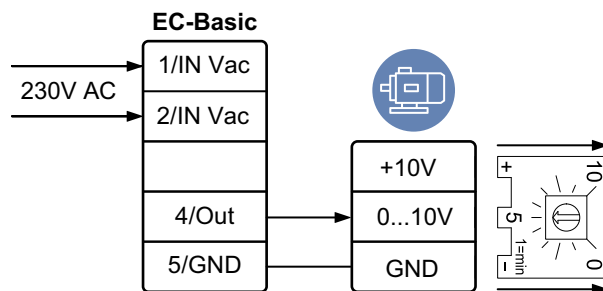 EC-Basic
230V AC
1/IN Vac
2/IN Vac
4/Out
5/GND
+10V
0...10V
GND
+ 10
5
1=min
- 0